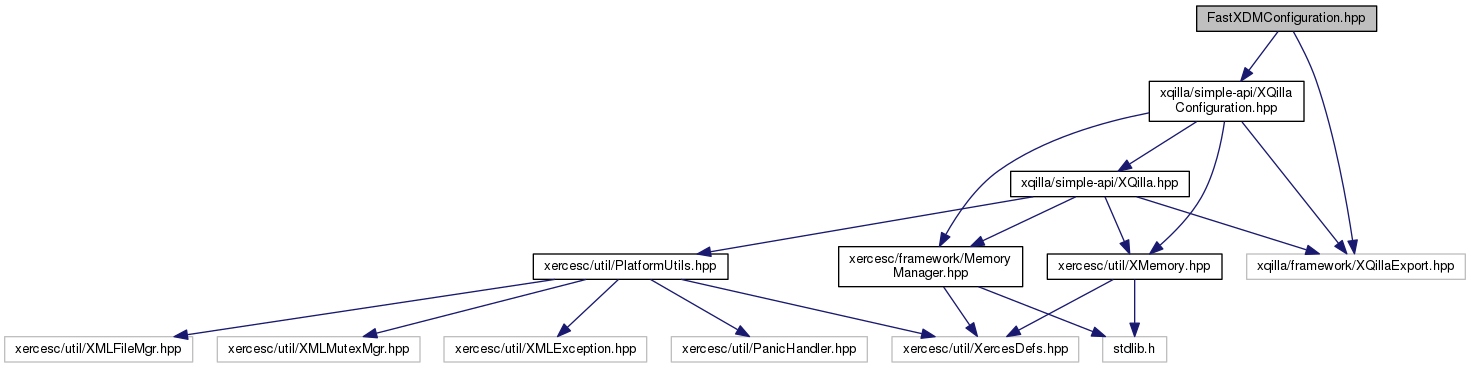 FastXDMConfiguration.hpp
xqilla/simple-api/XQilla
Configuration.hpp
xqilla/simple-api/XQilla.hpp
xercesc/util/PlatformUtils.hpp
xercesc/framework/Memory
Manager.hpp
xercesc/util/XMemory.hpp
xqilla/framework/XQillaExport.hpp
xercesc/util/XMLFileMgr.hpp
xercesc/util/XMLMutexMgr.hpp
xercesc/util/XMLException.hpp
xercesc/util/PanicHandler.hpp
xercesc/util/XercesDefs.hpp
stdlib.h